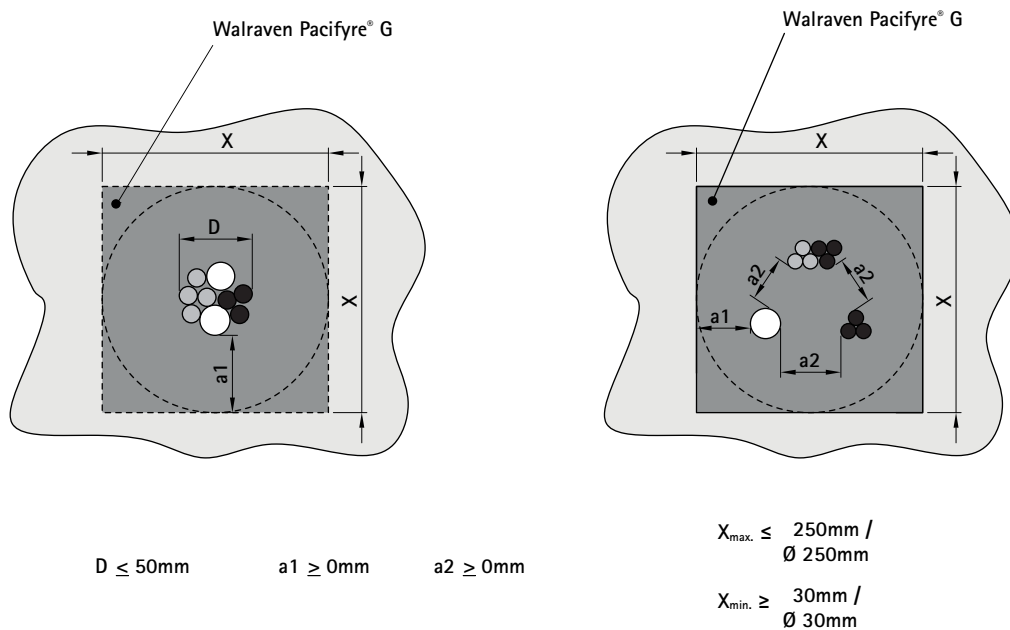 Walraven Pacifyre® G
X
D
X
a1
D ≤ 50mm
a1 ≥ 0mm
a2 ≥ 0mm
Walraven Pacifyre® G
X
a2
a2
X
a1
a2
Xmax. ≤ 250mm /
Ø 250mm
Xmin. ≥ 30mm /
Ø 30mm